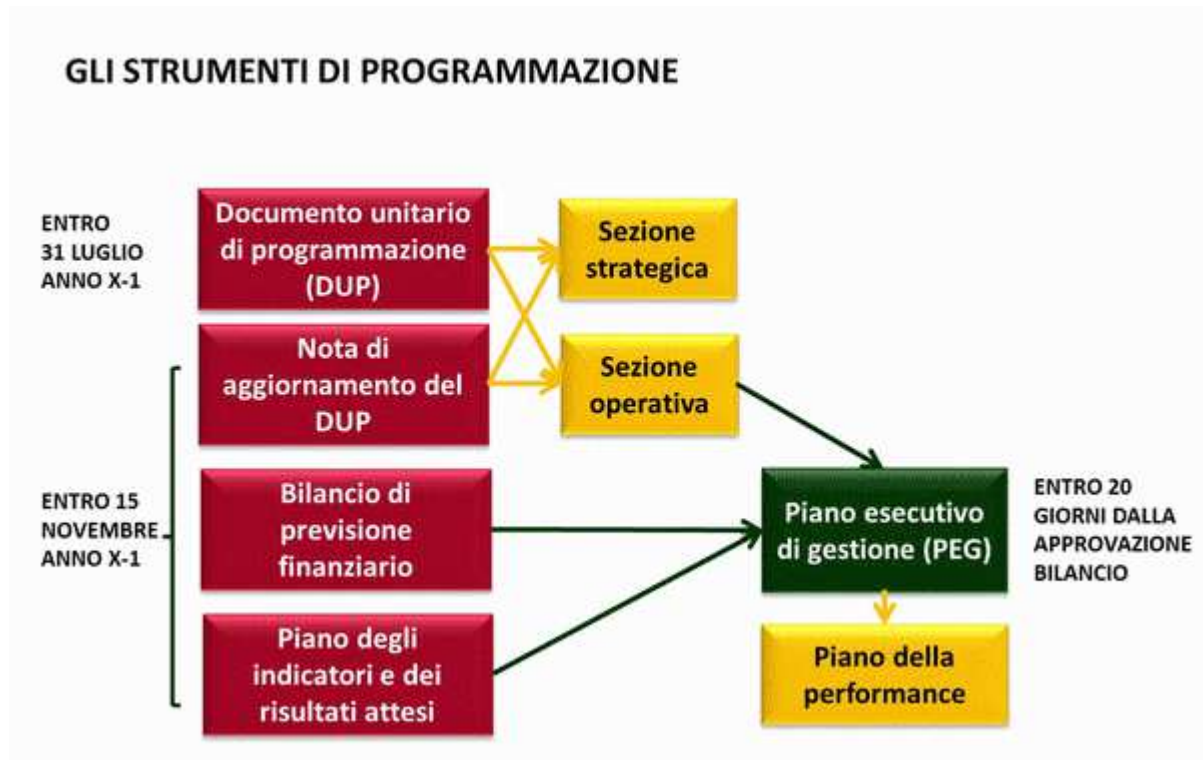 GLI STRUMENTI DI PROGRAMMAZIONE
ENTRO
31 LUGLIO
ANNO X-1
Documento unitario
di programmazione
(DUP)
Sezione
strategica
Nota di
aggiornamento del
DUP
Sezione
operativa
ENTRO 15
NOVEMBRE
ANNO X-1
Bilancio di
previsione
finanziario
Piano esecutivo
di gestione (PEG)
ENTRO 20
GIORNI DALLA
APPROVAZIONE
BILANCIO
Piano degli
indicatori e dei
risultati attesi
Piano della
performance